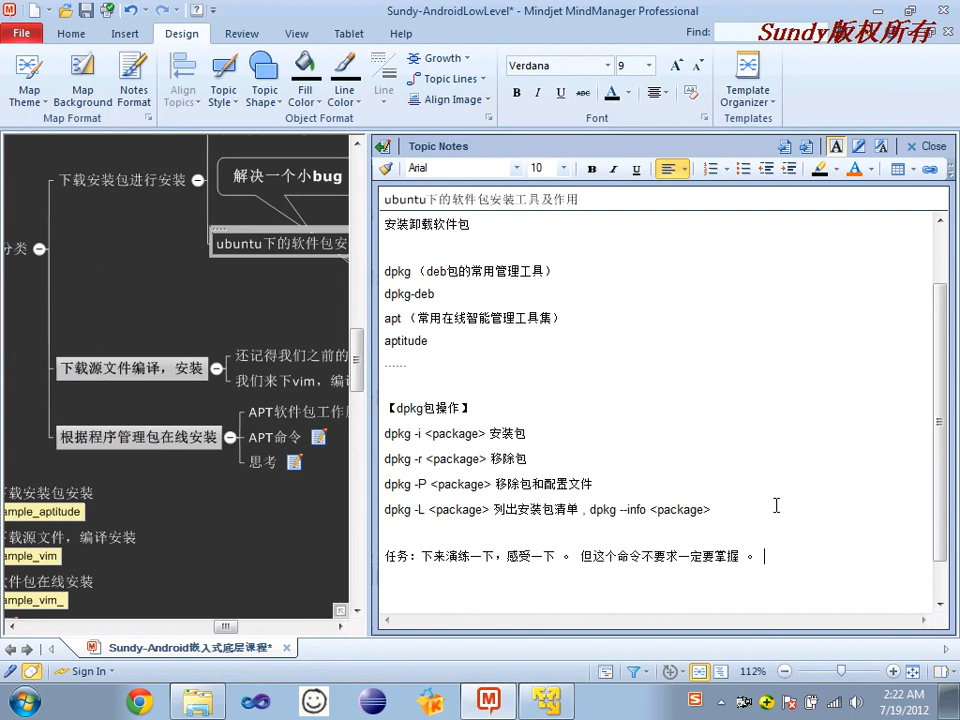 Sundy-AndroidLowLevel* - Mindjet MindManager Professional
File Home Insert Design Review View Tablet Help Find:
Sundy版权所有
Map Theme
Map Background
Notes Format
Align Topics
Topic Style
Topic Shape
Fill Color
Line Color
Line
Growth
Topic Lines
Align Image
Verdana 9
B I U ABC A
Template Organizer
Map Format Object Format Font Templates
下载安装包进行安装
解决一个小bug
ubuntu下的软件包安
分类
下载源文件编译，安装
还记得我们之前的
我们来下vim，编
根据程序管理包在线安装
APT软件包工作
APT命令
思考
载安装包安装
ample_aptitude
载源文件，编译安装
ample_vim
件包在线安装
ample_vim_
Topic Notes Close
Arial 10 B I U
ubuntu下的软件包安装工具及作用
安装卸载软件包
dpkg （deb包的常用管理工具）
dpkg-deb
apt （常用在线智能管理工具集）
aptitude
......
【dpkg包操作】
dpkg -i <package> 安装包
dpkg -r <package> 移除包
dpkg -P <package> 移除包和配置文件
dpkg -L <package> 列出安装包清单 , dpkg --info <package>
任务：下来演练一下，感受一下 。 但这个命令不要求一定要掌握 。
Sundy-Android嵌入式底层课程*
Sign In 112%
2:22 AM
7/19/2012